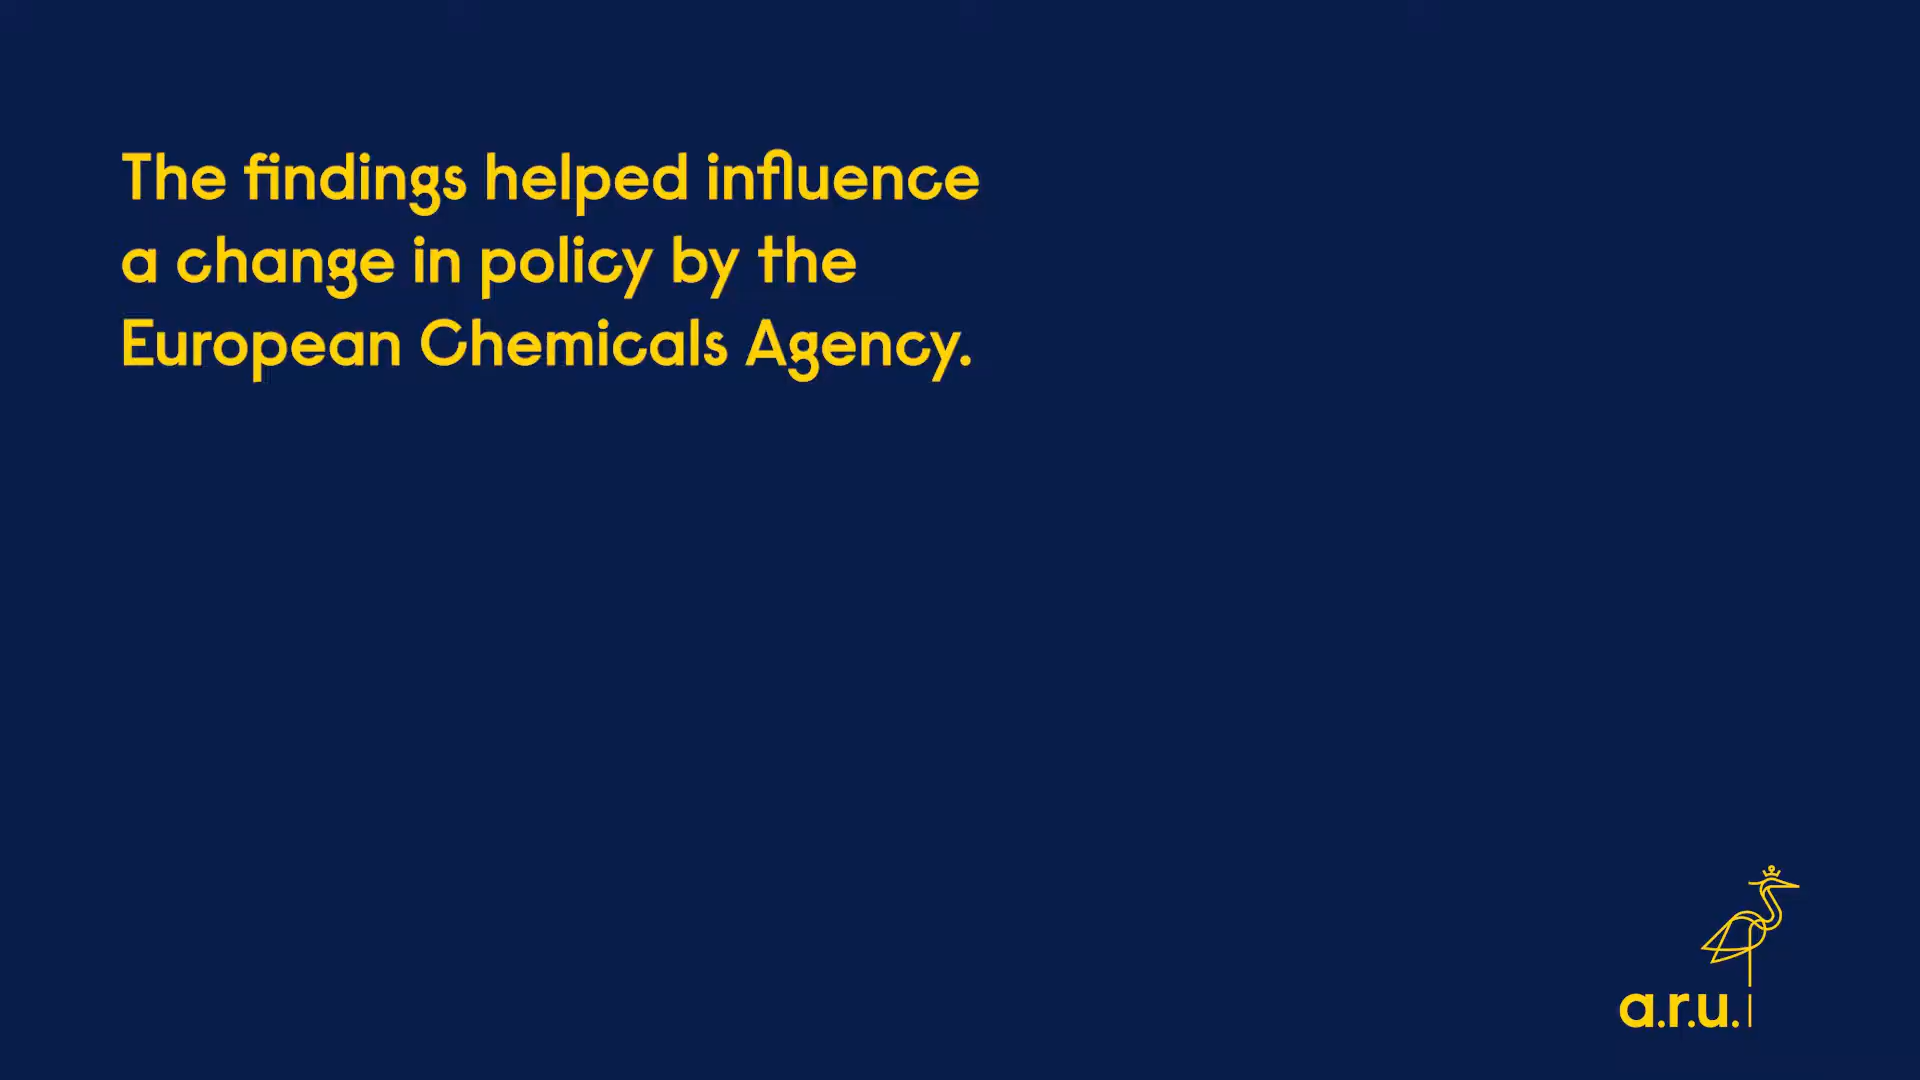 The findings helped influence
a change in policy by the
European Chemicals Agency.
a.r.u.